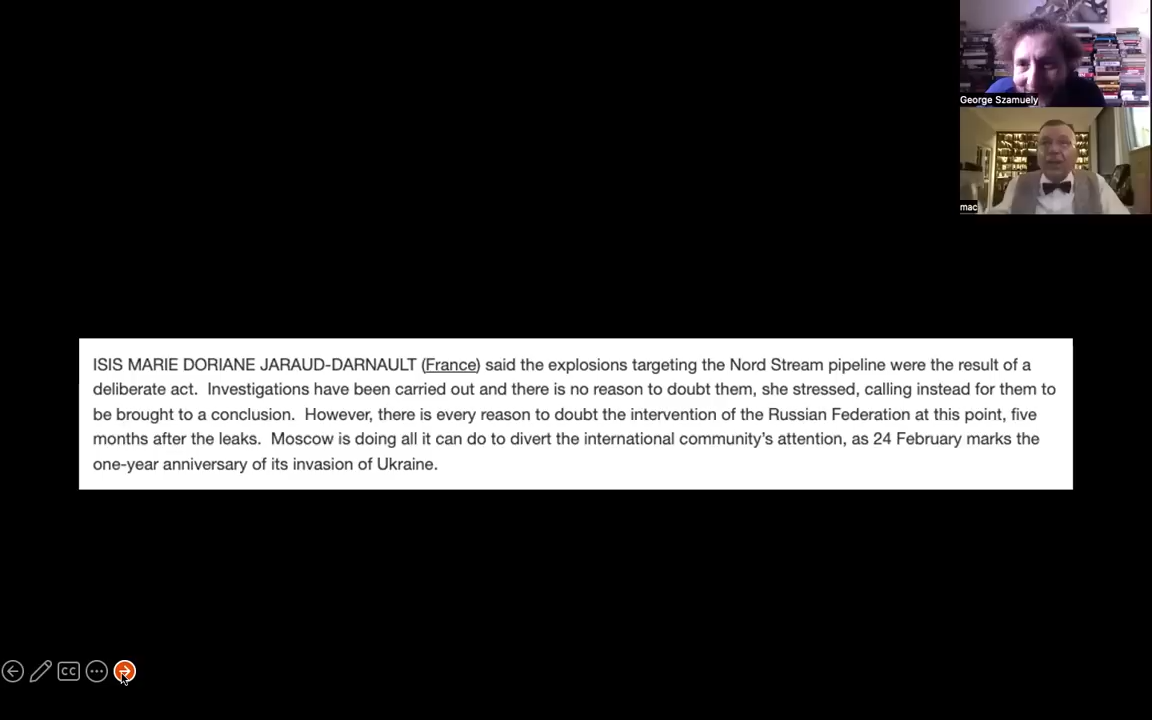 George Szamuely
mac
ISIS MARIE DORIANE JARAUD-DARNAULT (France) said the explosions targeting the Nord Stream pipeline were the result of a
deliberate act.  Investigations have been carried out and there is no reason to doubt them, she stressed, calling instead for them to
be brought to a conclusion.  However, there is every reason to doubt the intervention of the Russian Federation at this point, five
months after the leaks.  Moscow is doing all it can do to divert the international community’s attention, as 24 February marks the
one-year anniversary of its invasion of Ukraine.
CC